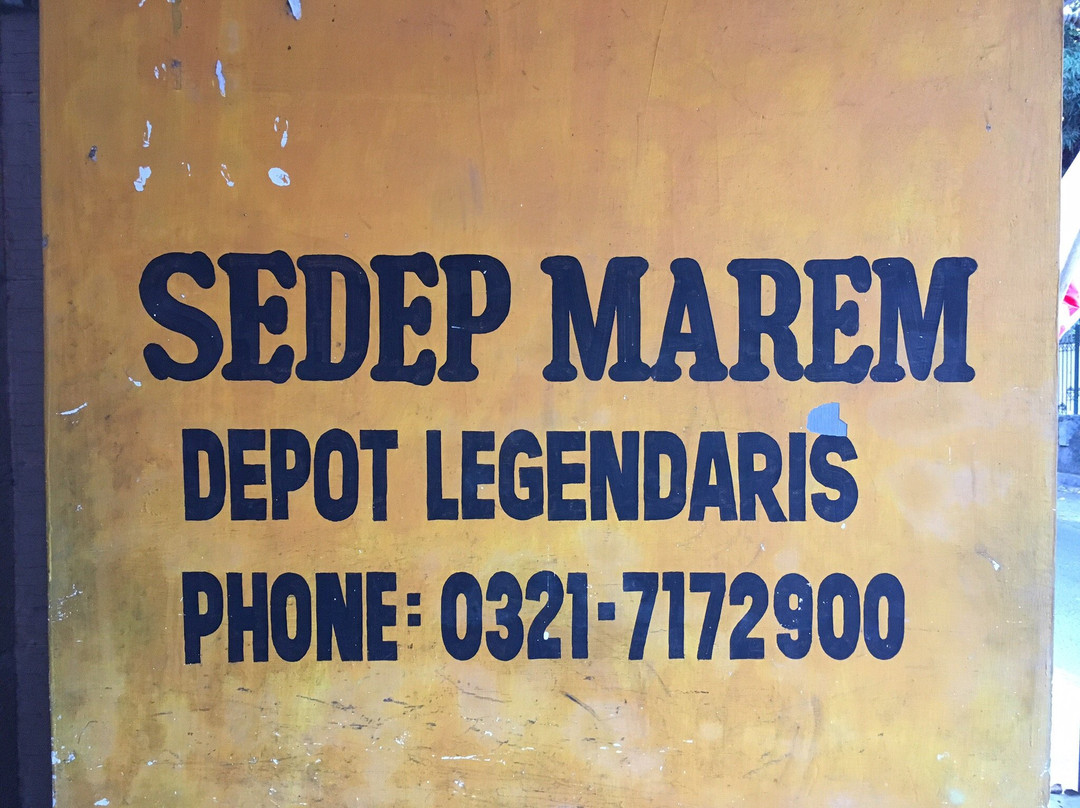 SEDEP MAREM
DEPOT LEGENDARIS
PHONE: 0321-7172900